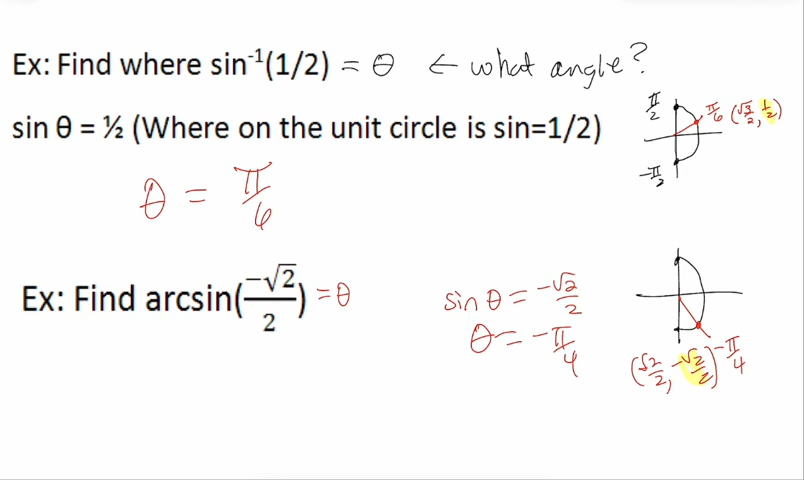 Ex: Find where sin⁻¹(1/2) = θ ← what angle?
sin θ = ½ (Where on the unit circle is sin=1/2)
π/2
π/6 (√3/2, 1/2)
-π/2
θ = π/6
Ex: Find arcsin(-√2/2) = θ
sin θ = -√2/2
θ = -π/4
(√2/2, -√2/2) -π/4